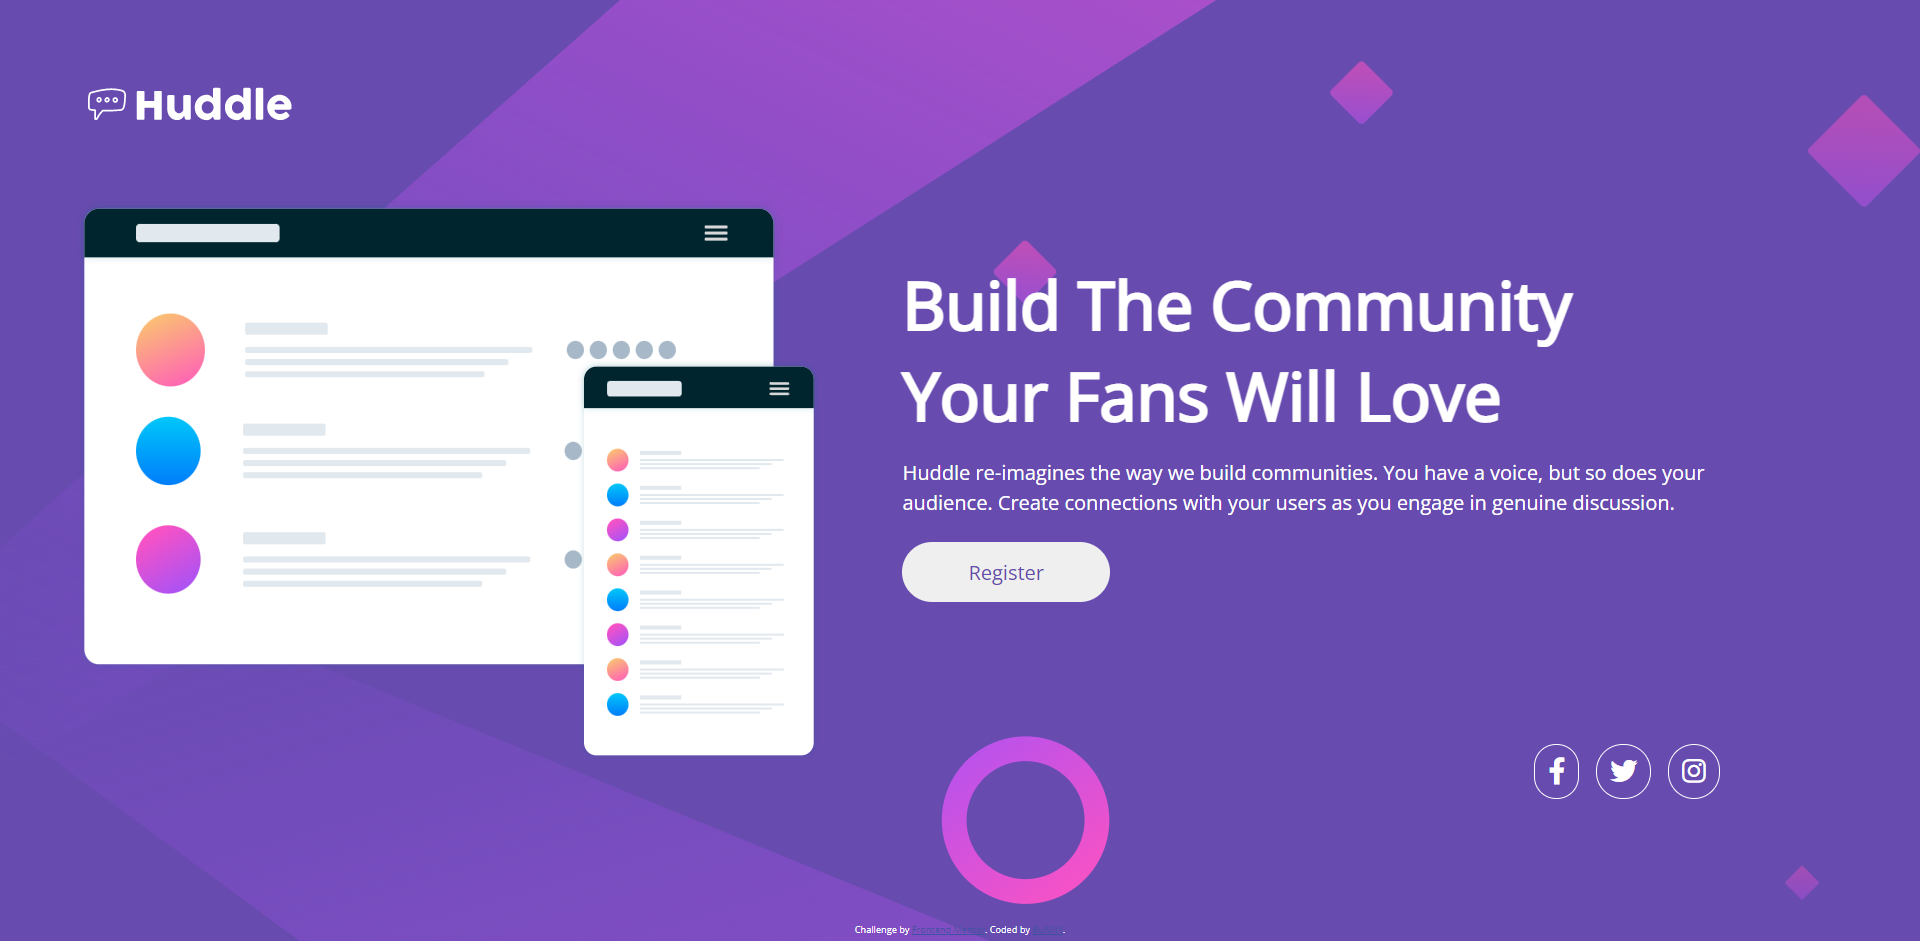 Huddle
Build The Community
Your Fans Will Love
Huddle re-imagines the way we build communities. You have a voice, but so does your
audience. Create connections with your users as you engage in genuine discussion.
Register
Challenge by Frontend Mentor. Coded by